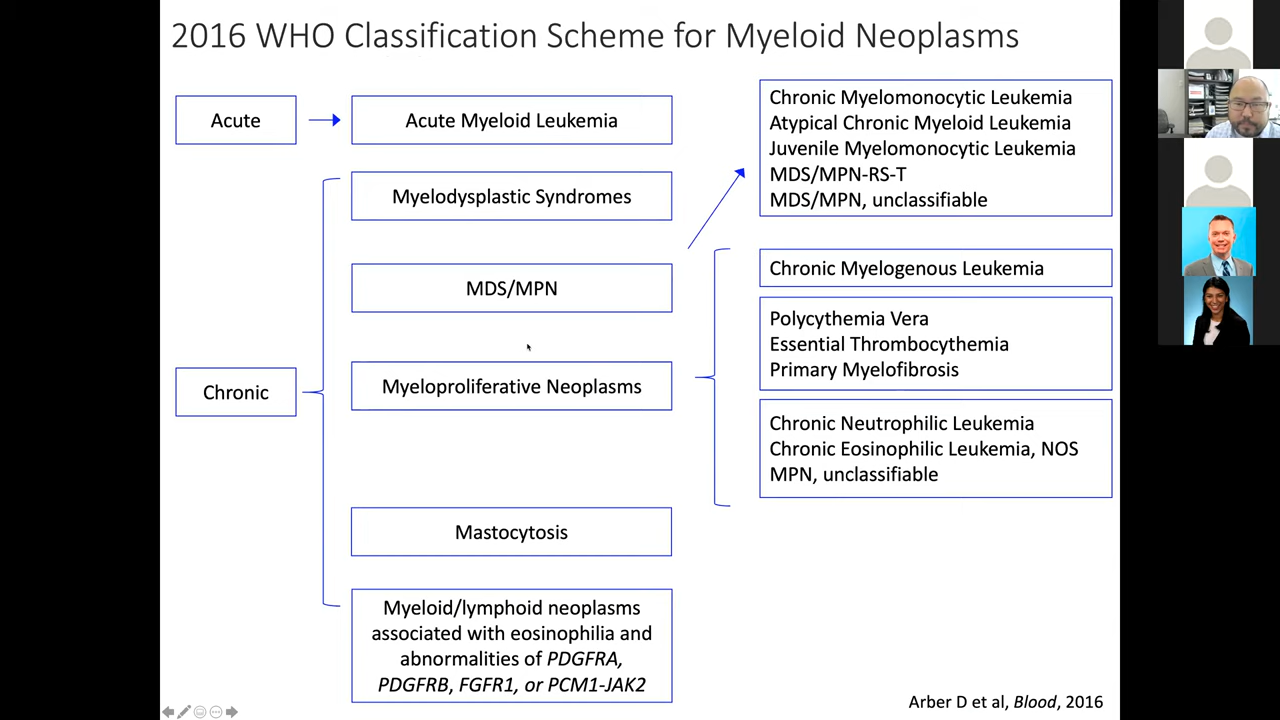 2016 WHO Classification Scheme for Myeloid Neoplasms
Acute
Acute Myeloid Leukemia
Chronic
Myelodysplastic Syndromes
MDS/MPN
Myeloproliferative Neoplasms
Mastocytosis
Myeloid/lymphoid neoplasms
associated with eosinophilia and
abnormalities of PDGFRA,
PDGFRB, FGFR1, or PCM1-JAK2
Chronic Myelomonocytic Leukemia
Atypical Chronic Myeloid Leukemia
Juvenile Myelomonocytic Leukemia
MDS/MPN-RS-T
MDS/MPN, unclassifiable
Chronic Myelogenous Leukemia
Polycythemia Vera
Essential Thrombocythemia
Primary Myelofibrosis
Chronic Neutrophilic Leukemia
Chronic Eosinophilic Leukemia, NOS
MPN, unclassifiable
Arber D et al, Blood, 2016